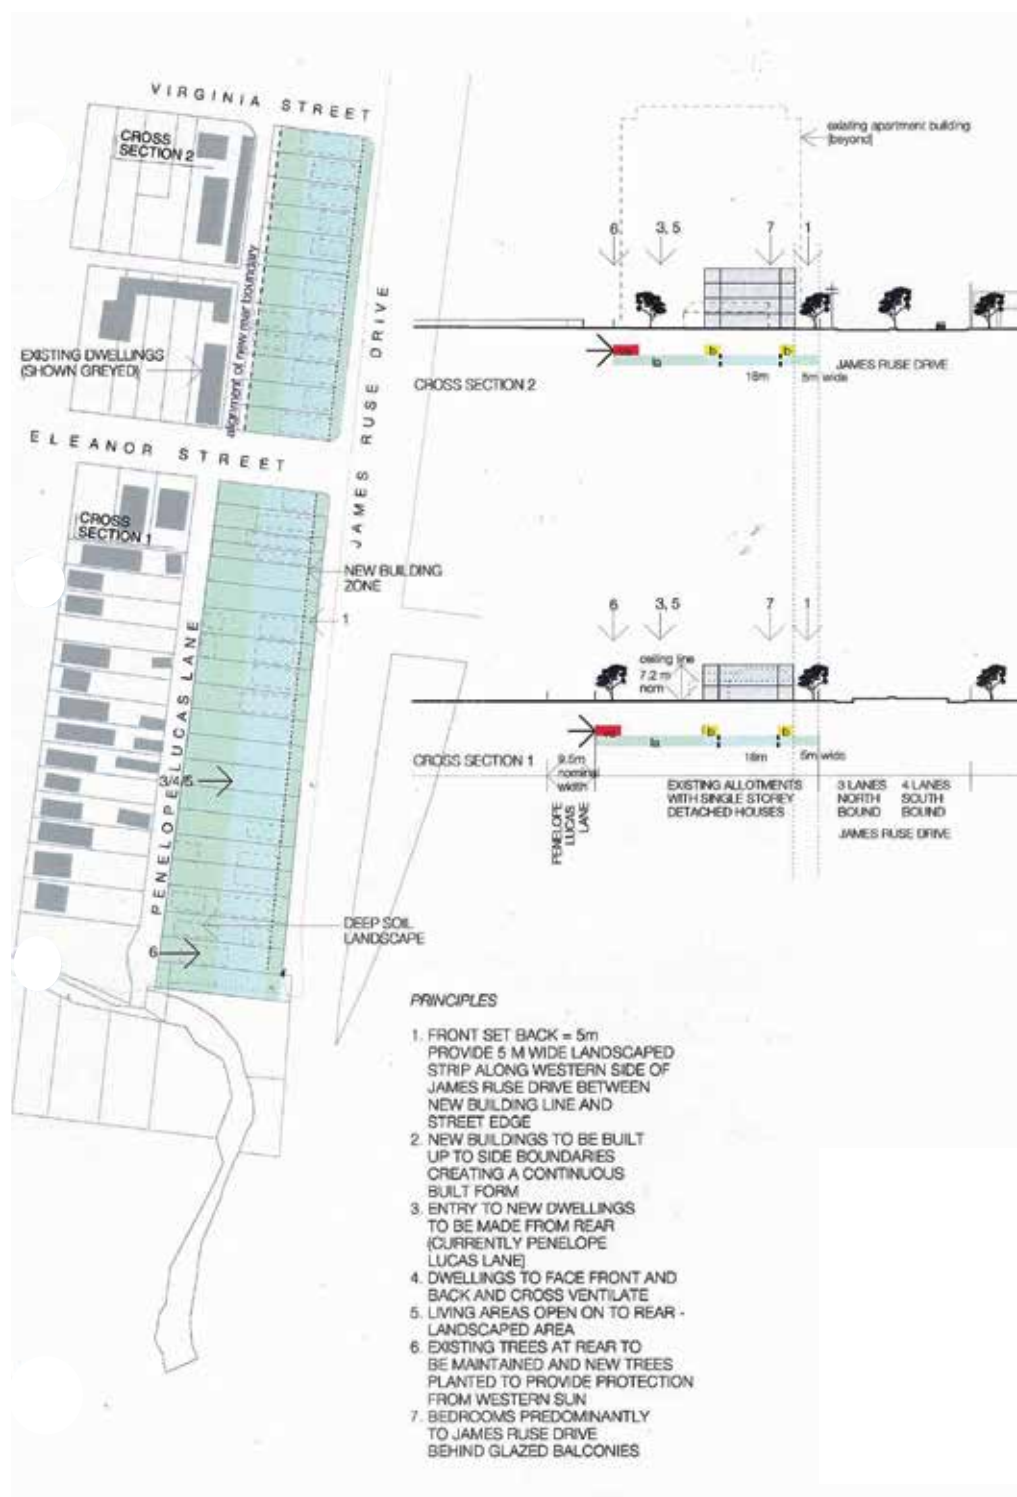 VIRGINIA STREET
CROSS
SECTION 2
alignment of new rear boundary
JAMES RUSE DRIVE
EXISTING DWELLINGS
(SHOWN GREYED)
ELEANOR STREET
CROSS
SECTION 1
NEW BUILDING
ZONE
1
PENELOPE LUCAS LANE
3/4/5
DEEP SOIL
LANDSCAPE
6
existing apartment building
[beyond]
6
3, 5
7
1
b
b
la
18m
5m wide
JAMES RUSE DRIVE
CROSS SECTION 2
6
3, 5
7
1
ceiling line
7.2 m
nom
b
b
la
18m
5m wide
CROSS SECTION 1
9.5m
nominal
width
PENELOPE
LUCAS
LANE
EXISTING ALLOTMENTS
WITH SINGLE STOREY
DETACHED HOUSES
3 LANES
NORTH
BOUND
4 LANES
SOUTH
BOUND
JAMES RUSE DRIVE
PRINCIPLES
1. FRONT SET BACK = 5m
PROVIDE 5 M WIDE LANDSCAPED
STRIP ALONG WESTERN SIDE OF
JAMES RUSE DRIVE BETWEEN
NEW BUILDING LINE AND
STREET EDGE
2. NEW BUILDINGS TO BE BUILT
UP TO SIDE BOUNDARIES
CREATING A CONTINUOUS
BUILT FORM
3. ENTRY TO NEW DWELLINGS
TO BE MADE FROM REAR
(CURRENTLY PENELOPE
LUCAS LANE)
4. DWELLINGS TO FACE FRONT AND
BACK AND CROSS VENTILATE
5. LIVING AREAS OPEN ON TO REAR -
LANDSCAPED AREA
6. EXISTING TREES AT REAR TO
BE MAINTAINED AND NEW TREES
PLANTED TO PROVIDE PROTECTION
FROM WESTERN SUN
7. BEDROOMS PREDOMINANTLY
TO JAMES RUSE DRIVE
BEHIND GLAZED BALCONIES